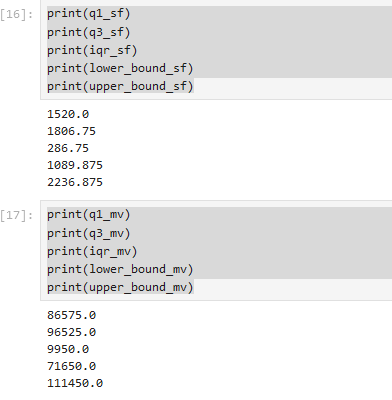 [16]:
print(q1_sf)
print(q3_sf)
print(iqr_sf)
print(lower_bound_sf)
print(upper_bound_sf)
1520.0
1806.75
286.75
1089.875
2236.875
[17]:
print(q1_mv)
print(q3_mv)
print(iqr_mv)
print(lower_bound_mv)
print(upper_bound_mv)
86575.0
96525.0
9950.0
71650.0
111450.0